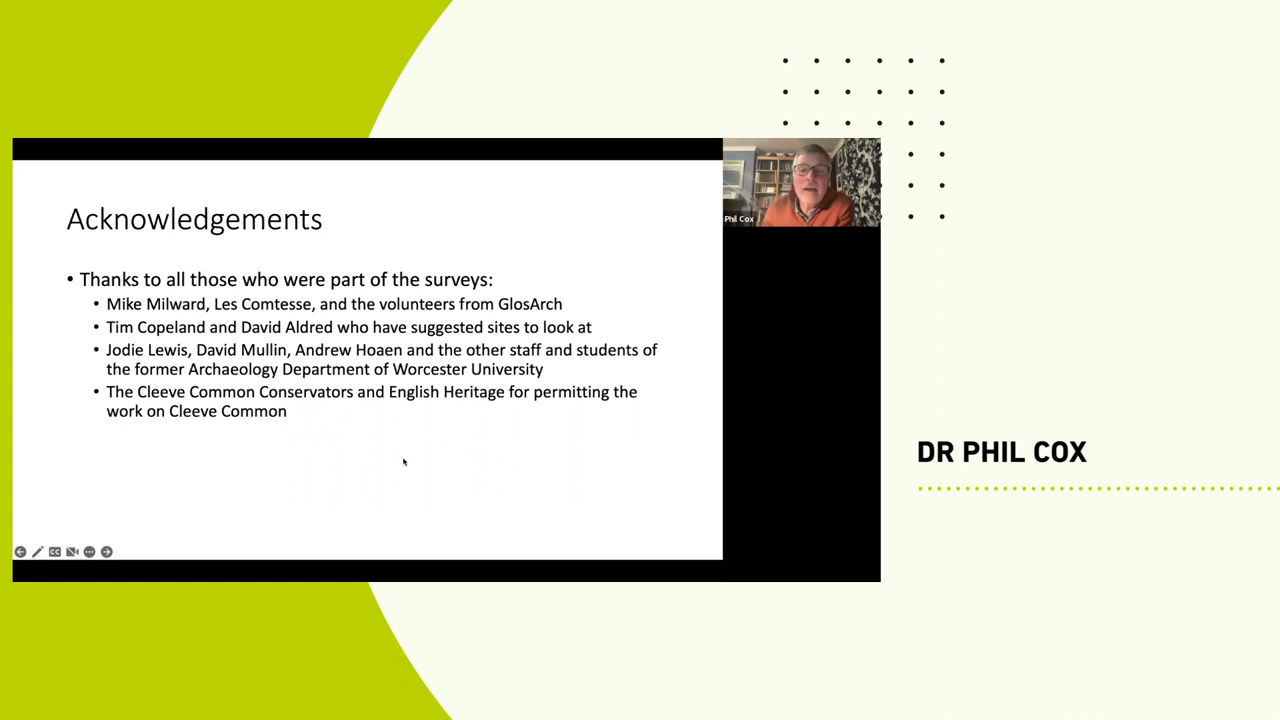 Acknowledgements
• Thanks to all those who were part of the surveys:
• Mike Milward, Les Comtesse, and the volunteers from GlosArch
• Tim Copeland and David Aldred who have suggested sites to look at
• Jodie Lewis, David Mullin, Andrew Hoaen and the other staff and students of
the former Archaeology Department of Worcester University
• The Cleeve Common Conservators and English Heritage for permitting the
work on Cleeve Common
Phil Cox
DR PHIL COX
CC